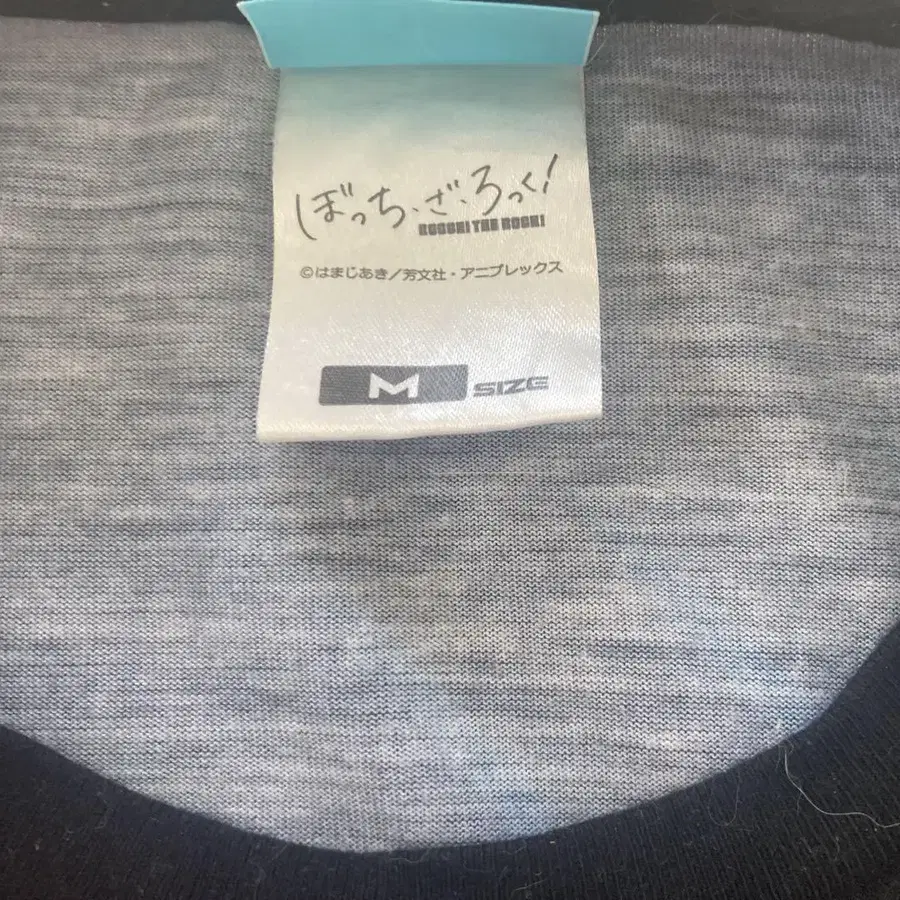 ぼっち・ざ・ろっく!
BOCCHI THE ROCK!
©はまじあき/芳文社・アニプレックス
M SIZE